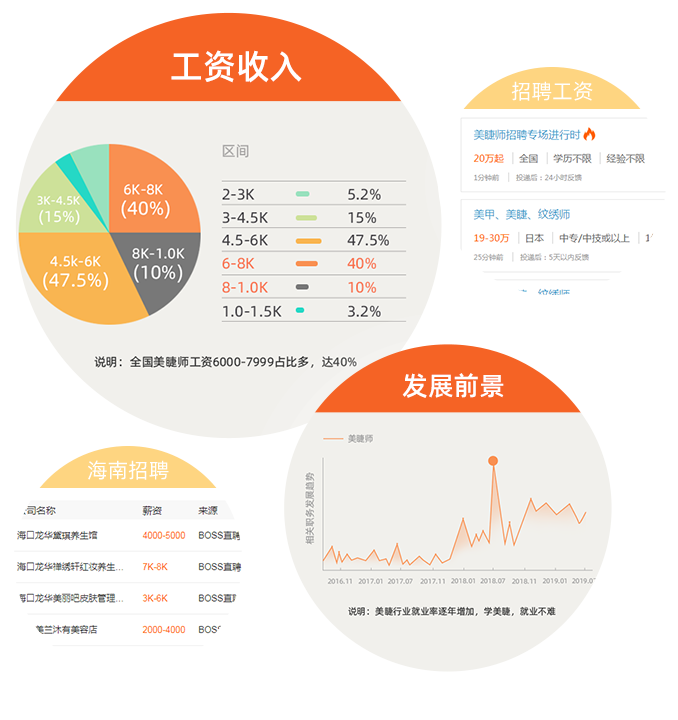 工资收入
区间
2-3K 5.2%
3-4.5K 15%
4.5-6K 47.5%
6-8K 40%
8-1.0K 10%
1.0-1.5K 3.2%
6K-8K
(40%)
3K-4.5K
(15%)
8K-1.0K
(10%)
4.5k-6K
(47.5%)
说明：全国美睫师工资6000-7999占比多，达40%
招聘工资
美睫师招聘专场进行时
20万起 全国 学历不限 经验不限
1分钟前 投递后：24小时反馈
美甲、美睫、纹绣师
19-30万 日本 中专/中技或以上
25分钟前 投递后：5天以内反馈
纹绣师
发展前景
美睫师
相关职务发展趋势
2016.11 2017.01 2017.07 2017.11 2018.01 2018.07 2018.11 2019.01 2019.0
说明：美睫行业就业率逐年增加，学美睫，就业不难
海南招聘
司名称 薪资 来源
海口龙华黛琪养生馆 4000-5000 BOSS直聘
海口龙华禅绣轩红妆养生... 7K-8K BOSS直聘
海口龙华美丽吧皮肤管理... 3K-6K BOSS直
美兰沐有美容店 2000-4000 BOSS